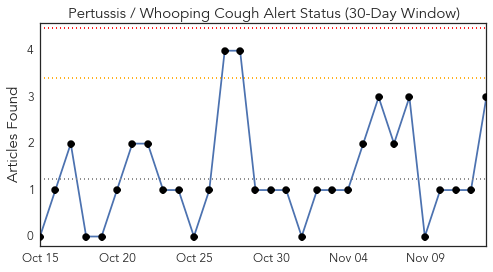 Pertussis / Whooping Cough Alert Status (30-Day Window)
Articles Found
4
3
2
1
0
Oct 15 Oct 20 Oct 25 Oct 30 Nov 04 Nov 09